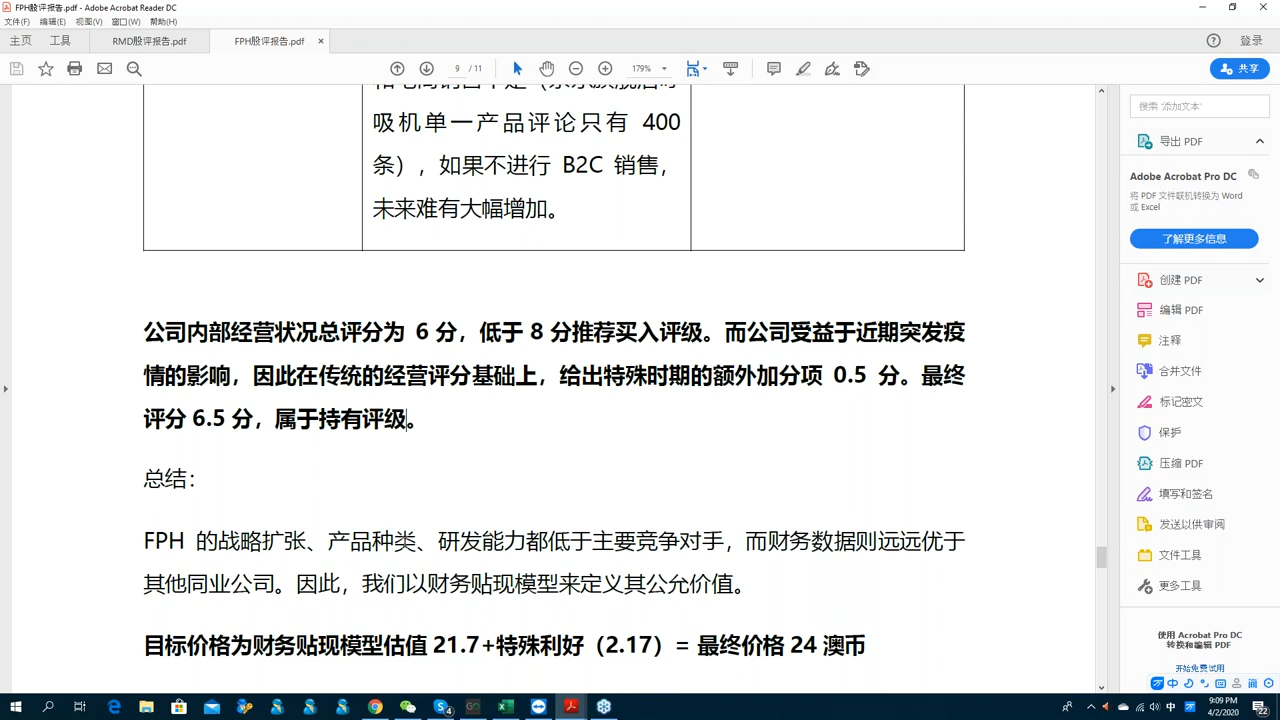 FPH股评报告.pdf - Adobe Acrobat Reader DC
文件(F) 编辑(E) 视图(V) 窗口(W) 帮助(H)
主页 工具 RMD股评报告.pdf FPH股评报告.pdf × 登录
9 / 11 179% 共享
吸机单一产品评论只有 400
条），如果不进行 B2C 销售，
未来难有大幅增加。
公司内部经营状况总评分为 6 分，低于 8 分推荐买入评级。而公司受益于近期突发疫
情的影响，因此在传统的经营评分基础上，给出特殊时期的额外加分项 0.5 分。最终
评分 6.5 分，属于持有评级。
总结：
FPH 的战略扩张、产品种类、研发能力都低于主要竞争对手，而财务数据则远远优于
其他同业公司。因此，我们以财务贴现模型来定义其公允价值。
目标价格为财务贴现模型估值 21.7+特殊利好（2.17）= 最终价格 24 澳币
搜索 "添加文本"
导出 PDF
Adobe Acrobat Pro DC
将 PDF 文件联机转换为 Word
或 Excel
了解更多信息
创建 PDF
编辑 PDF
注释
合并文件
标记密文
保护
压缩 PDF
填写和签名
发送以供审阅
文件工具
更多工具
使用 Acrobat Pro DC
转换和编辑 PDF
开始免费试用
中 简
中 9:09 PM
4/2/2020
22